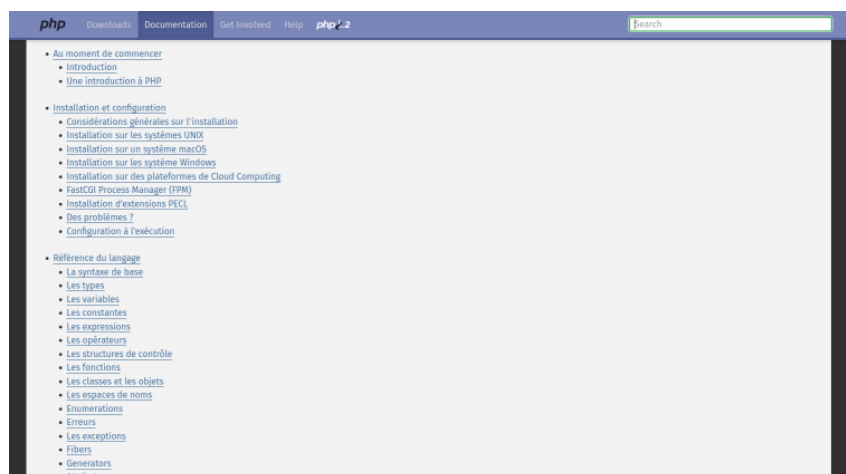 php Downloads Documentation Get Involved Help php8.2 Search
Au moment de commencer
Introduction
Une introduction à PHP
Installation et configuration
Considérations générales sur l'installation
Installation sur les systèmes UNIX
Installation sur un système macOS
Installation sur les système Windows
Installation sur des plateformes de Cloud Computing
FastCGI Process Manager (FPM)
Installation d'extensions PECL
Des problèmes ?
Configuration à l'exécution
Référence du langage
La syntaxe de base
Les types
Les variables
Les constantes
Les expressions
Les opérateurs
Les structures de contrôle
Les fonctions
Les classes et les objets
Les espaces de noms
Enumerations
Erreurs
Les exceptions
Fibers
Generators